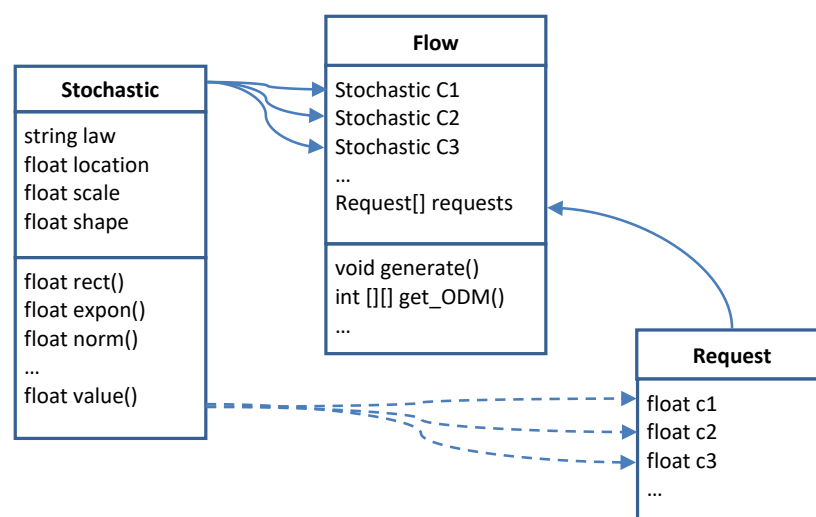 Stochastic
string law
float location
float scale
float shape
float rect()
float expon()
float norm()
...
float value()
Flow
Stochastic C1
Stochastic C2
Stochastic C3
...
Request[] requests
void generate()
int [][] get_ODM()
...
Request
float c1
float c2
float c3
...